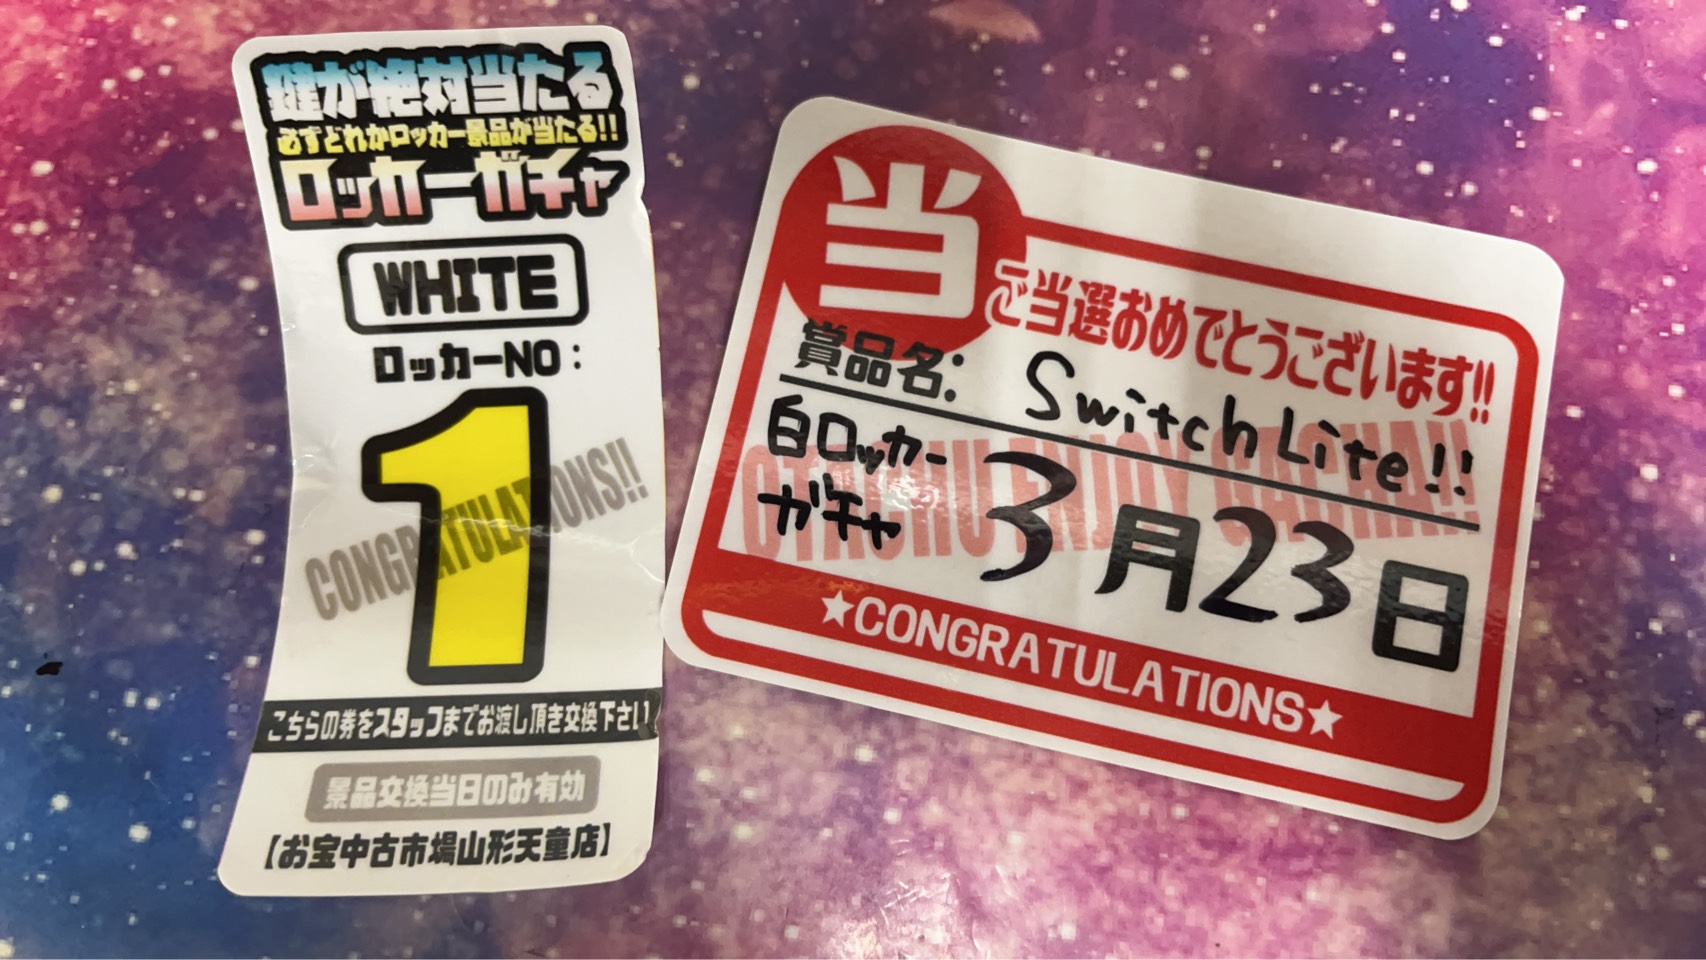 鍵が絶対当たる
必ずどれかロッカー景品が当たる!!
ロッカーガチャ
WHITE
ロッカーNO:
1
CONGRATULATIONS!!
こちらの券をスタッフまでお渡し頂き交換下さい
景品交換当日のみ有効
【お宝中古市場山形天童店】
当
ご当選おめでとうございます!!
賞品名: Switch Lite!!
OTACHU ENJOY GACHA!!!
白ロッカー
ガチャ
3月23日
★CONGRATULATIONS★